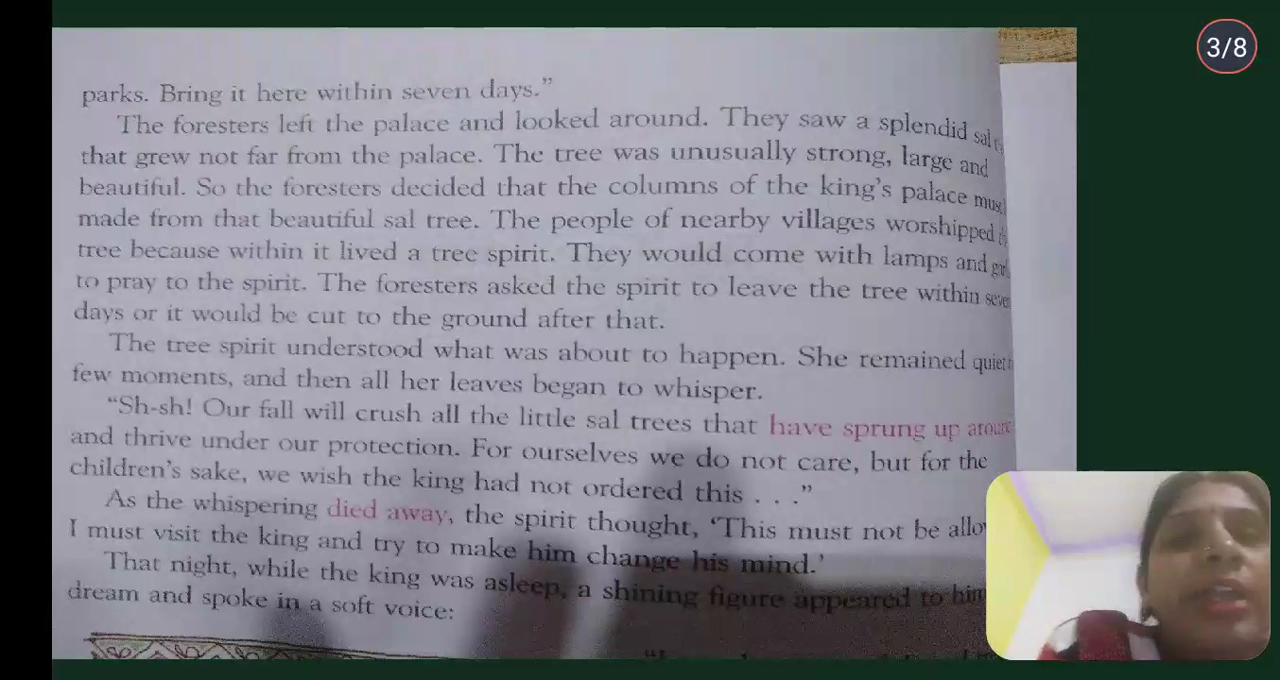 3/8
parks. Bring it here within seven days.”
The foresters left the palace and looked around. They saw a splendid sal
that grew not far from the palace. The tree was unusually strong, large and
beautiful. So the foresters decided that the columns of the king’s palace
made from that beautiful sal tree. The people of nearby villages worshipped
tree because within it lived a tree spirit. They would come with lamps and
to pray to the spirit. The foresters asked the spirit to leave the tree within
days or it would be cut to the ground after that.
The tree spirit understood what was about to happen. She remained quiet
few moments, and then all her leaves began to whisper.
“Sh-sh! Our fall will crush all the little sal trees that have sprung up
and thrive under our protection. For ourselves we do not care, but for the
children’s sake, we wish the king had not ordered this . . .”
As the whispering died away, the spirit thought, ‘This must not be
I must visit the king and try to make him change his mind.’
That night, while the king was asleep, a shining figure appeared to
dream and spoke in a soft voice: